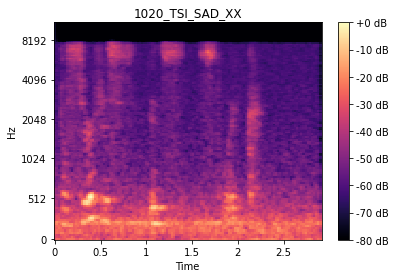 1020_TSI_SAD_XX
+0 dB
8192
-10 dB
4096
-20 dB
-30 dB
2048
Hz
-40 dB
1024
-50 dB
512
-60 dB
-70 dB
0
-80 dB
0 0.5 1 1.5 2 2.5
Time